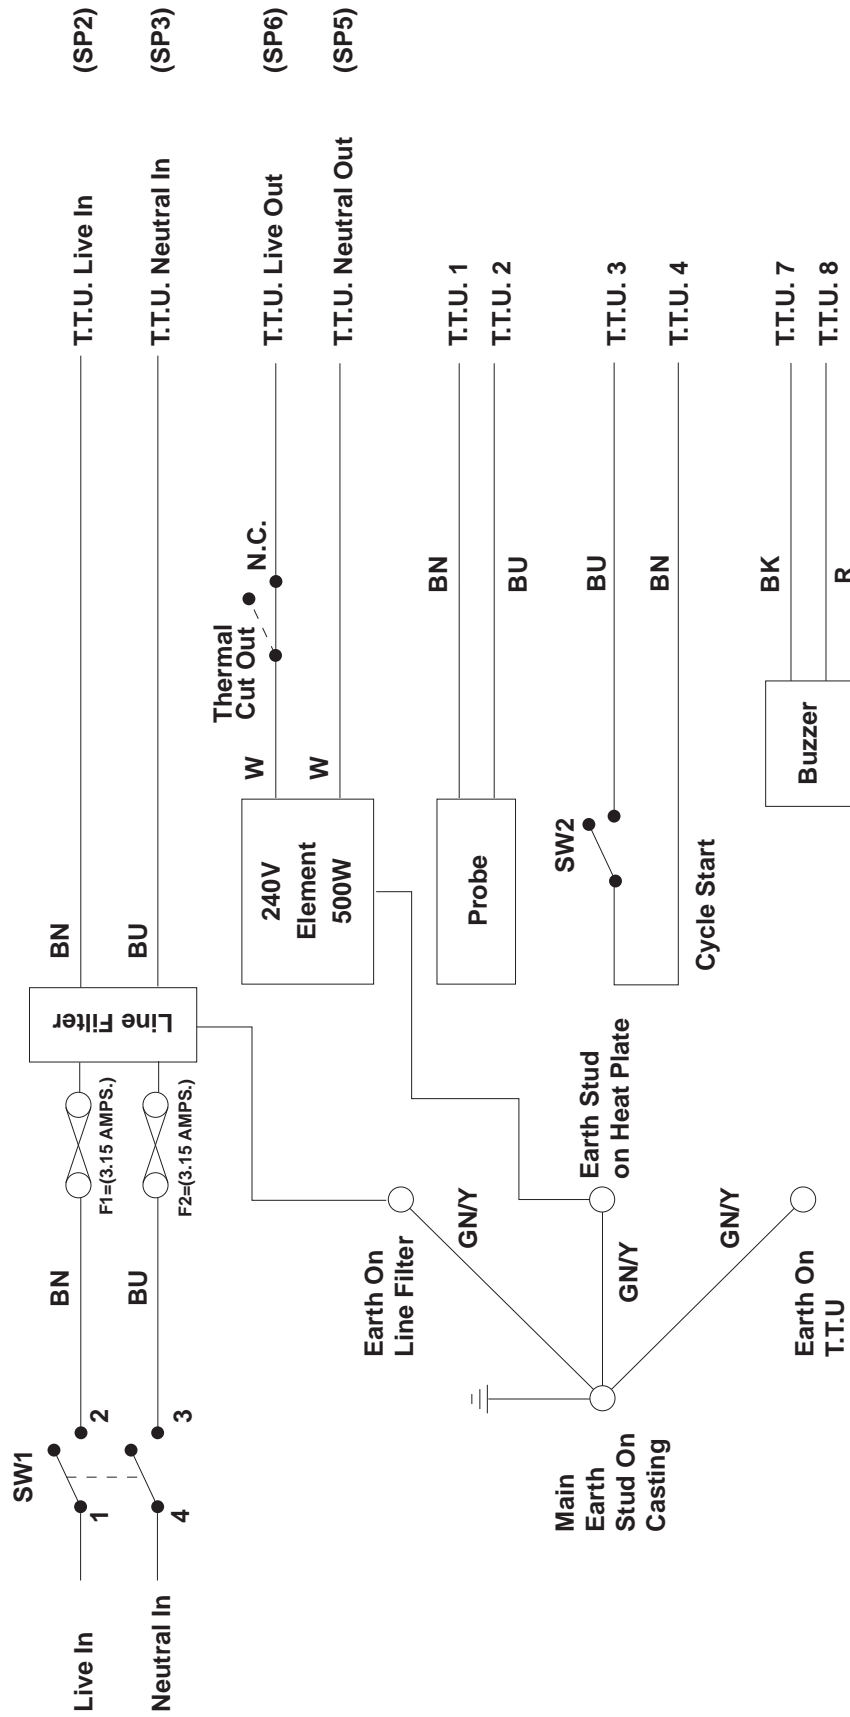 SW1
Live In
1
2
BN
F1=(3.15 AMPS.)
BN
T.T.U. Live In
(SP2)
Neutral In
4
3
BU
F2=(3.15 AMPS.)
Line Filter
BU
T.T.U. Neutral In
(SP3)
Thermal
Cut Out
N.C.
W
T.T.U. Live Out
(SP6)
W
T.T.U. Neutral Out
(SP5)
240V
Element
500W
Earth On
Line Filter
GN/Y
Probe
BN
T.T.U. 1
BU
T.T.U. 2
Main
Earth
Stud On
Casting
GN/Y
Earth Stud
on Heat Plate
SW2
BU
T.T.U. 3
BN
T.T.U. 4
Cycle Start
GN/Y
Earth On
T.T.U
Buzzer
BK
T.T.U. 7
R
T.T.U. 8